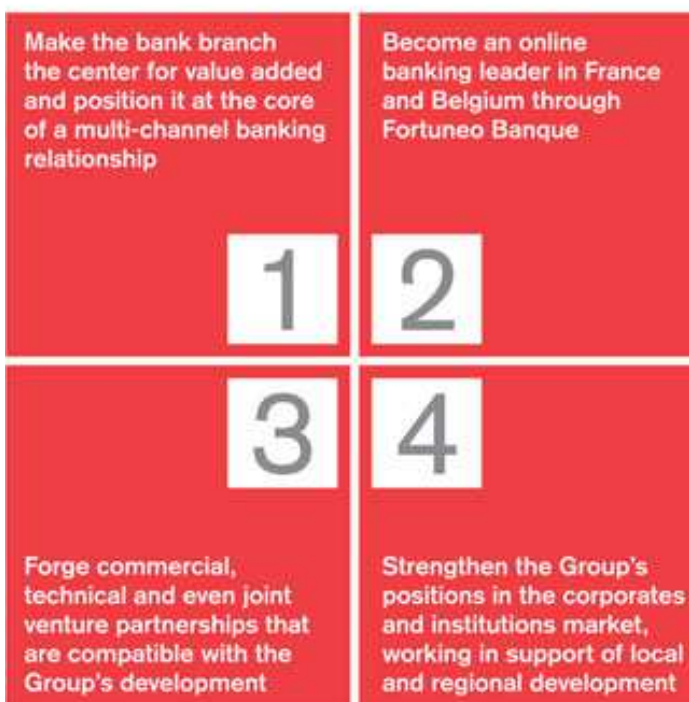 Make the bank branch
the center for value added
and position it at the core
of a multi-channel banking
relationship
1
Become an online
banking leader in France
and Belgium through
Fortuneo Banque
2
3
Forge commercial,
technical and even joint
venture partnerships that
are compatible with the
Group's development
4
Strengthen the Group's
positions in the corporates
and institutions market,
working in support of local
and regional development